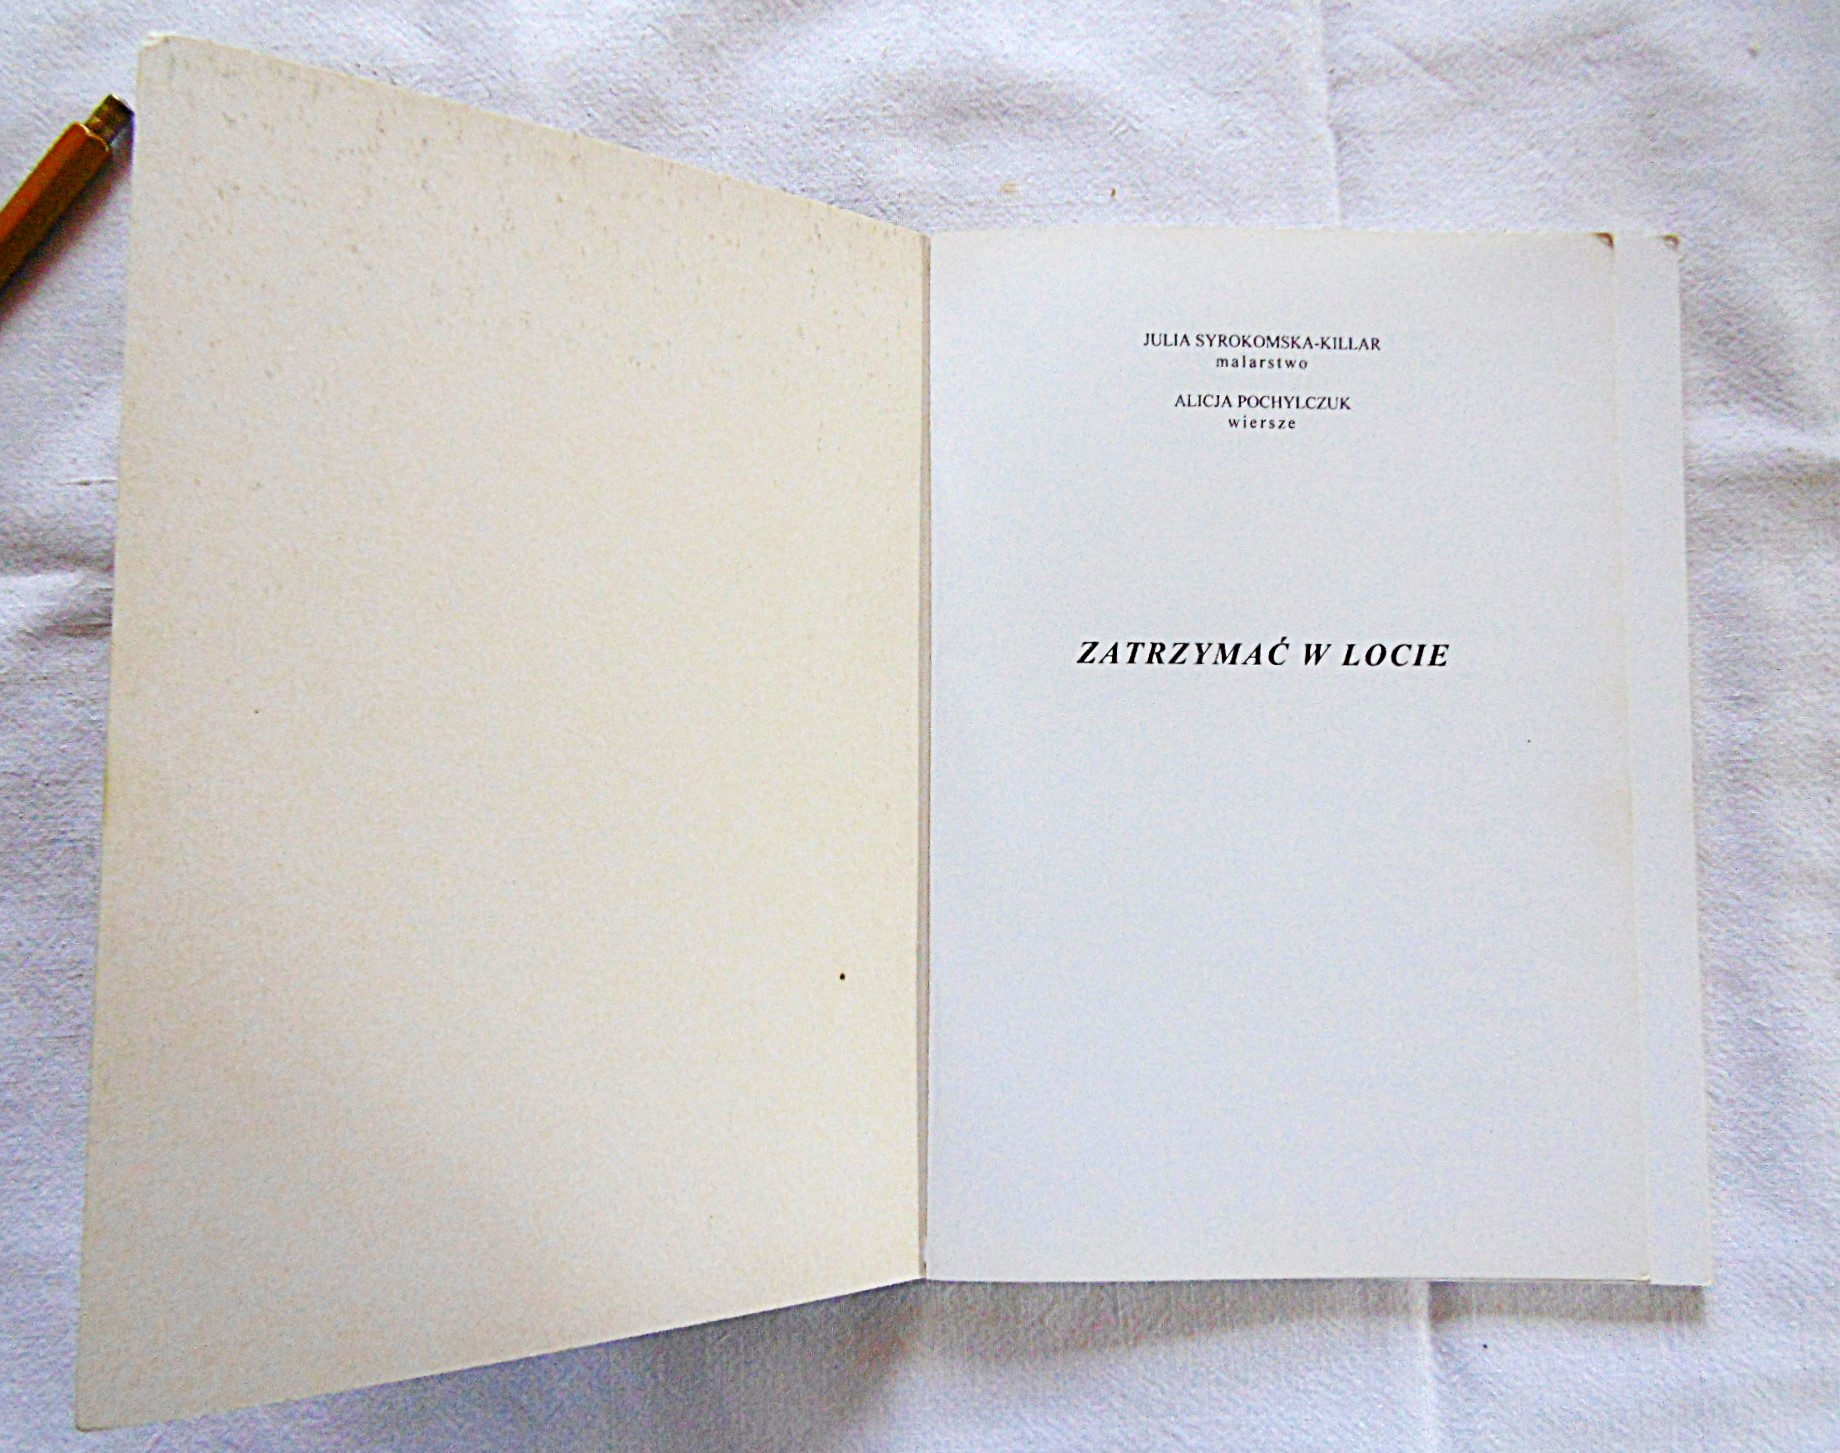 JULIA SYROKOMSKA-KILLAR
malarstwo
ALICJA POCHYLCZUK
wiersze
ZATRZYMAĆ W LOCIE